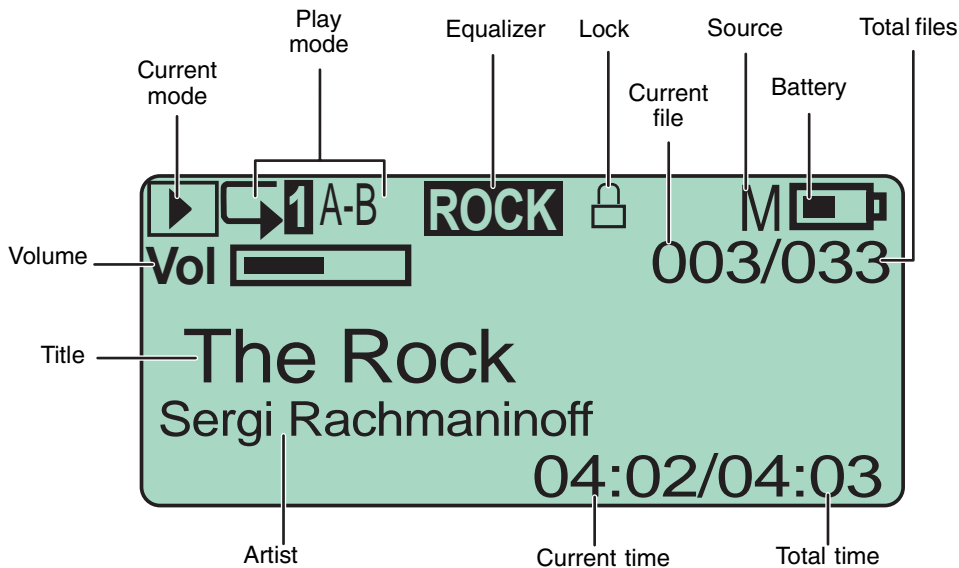 Play
mode
Equalizer
Lock
Source
Total files
Current
mode
Current
file
Battery
1 A-B
ROCK
M
Volume
Vol
003/033
Title
The Rock
Sergi Rachmaninoff
04:02/04:03
Artist
Current time
Total time